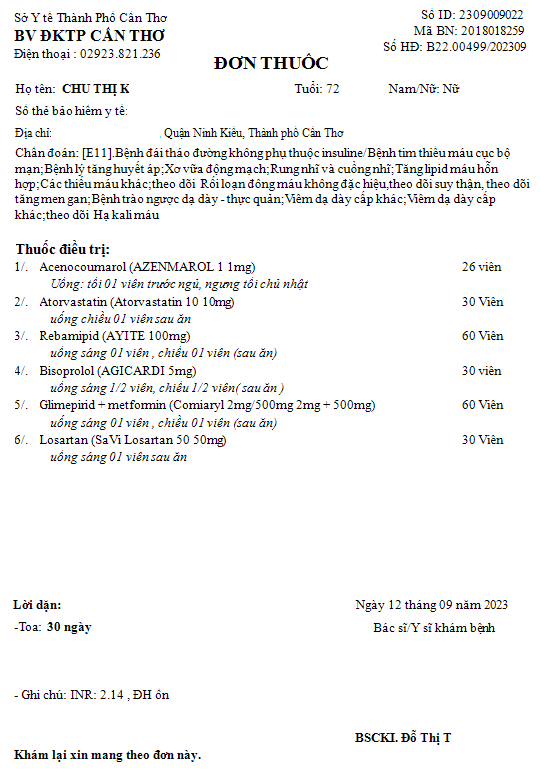 Sở Y tế Thành Phố Cần Thơ
BV ĐKTP CẦN THƠ
Điện thoại : 02923.821.236
Số ID: 2309009022
Mã BN: 2018018259
Số HĐ: B22.00499/202309
ĐƠN THUỐC
Họ tên: CHU THỊ K Tuổi: 72 Nam/Nữ: Nữ
Số thẻ bảo hiểm y tế:
Địa chỉ: , Quận Ninh Kiều, Thành phố Cần Thơ
Chẩn đoán: [E11].Bệnh đái tháo đường không phụ thuộc insuline/Bệnh tim thiếu máu cục bộ
mạn;Bệnh lý tăng huyết áp;Xơ vữa động mạch;Rung nhĩ và cuồng nhĩ;Tăng lipid máu hỗn
hợp;Các thiếu máu khác;theo dõi Rối loạn đông máu không đặc hiệu,theo dõi suy thận, theo dõi
tăng men gan;Bệnh trào ngược dạ dày - thực quản;Viêm dạ dày cấp khác;Viêm dạ dày cấp
khác;theo dõi Hạ kali máu
Thuốc điều trị:
1/. Acenocoumarol (AZENMAROL 1 1mg) 26 viên
Uống: tối 01 viên trước ngủ, ngưng tối chủ nhật
2/. Atorvastatin (Atorvastatin 10 10mg) 30 Viên
uống chiều 01 viên sau ăn
3/. Rebamipid (AYITE 100mg) 60 Viên
uống sáng 01 viên , chiều 01 viên (sau ăn)
4/. Bisoprolol (AGICARDI 5mg) 30 viên
uống sáng 1/2 viên, chiều 1/2 viên( sau ăn )
5/. Glimepirid + metformin (Comiaryl 2mg/500mg 2mg + 500mg) 60 Viên
uống sáng 01 viên , chiều 01 viên (sau ăn)
6/. Losartan (SaVi Losartan 50 50mg) 30 Viên
uống sáng 01 viên sau ăn
Lời dặn: Ngày 12 tháng 09 năm 2023
-Toa: 30 ngày Bác sĩ/Y sĩ khám bệnh
- Ghi chú: INR: 2.14 , ĐH ổn
BSCKI. Đỗ Thị T
Khám lại xin mang theo đơn này.